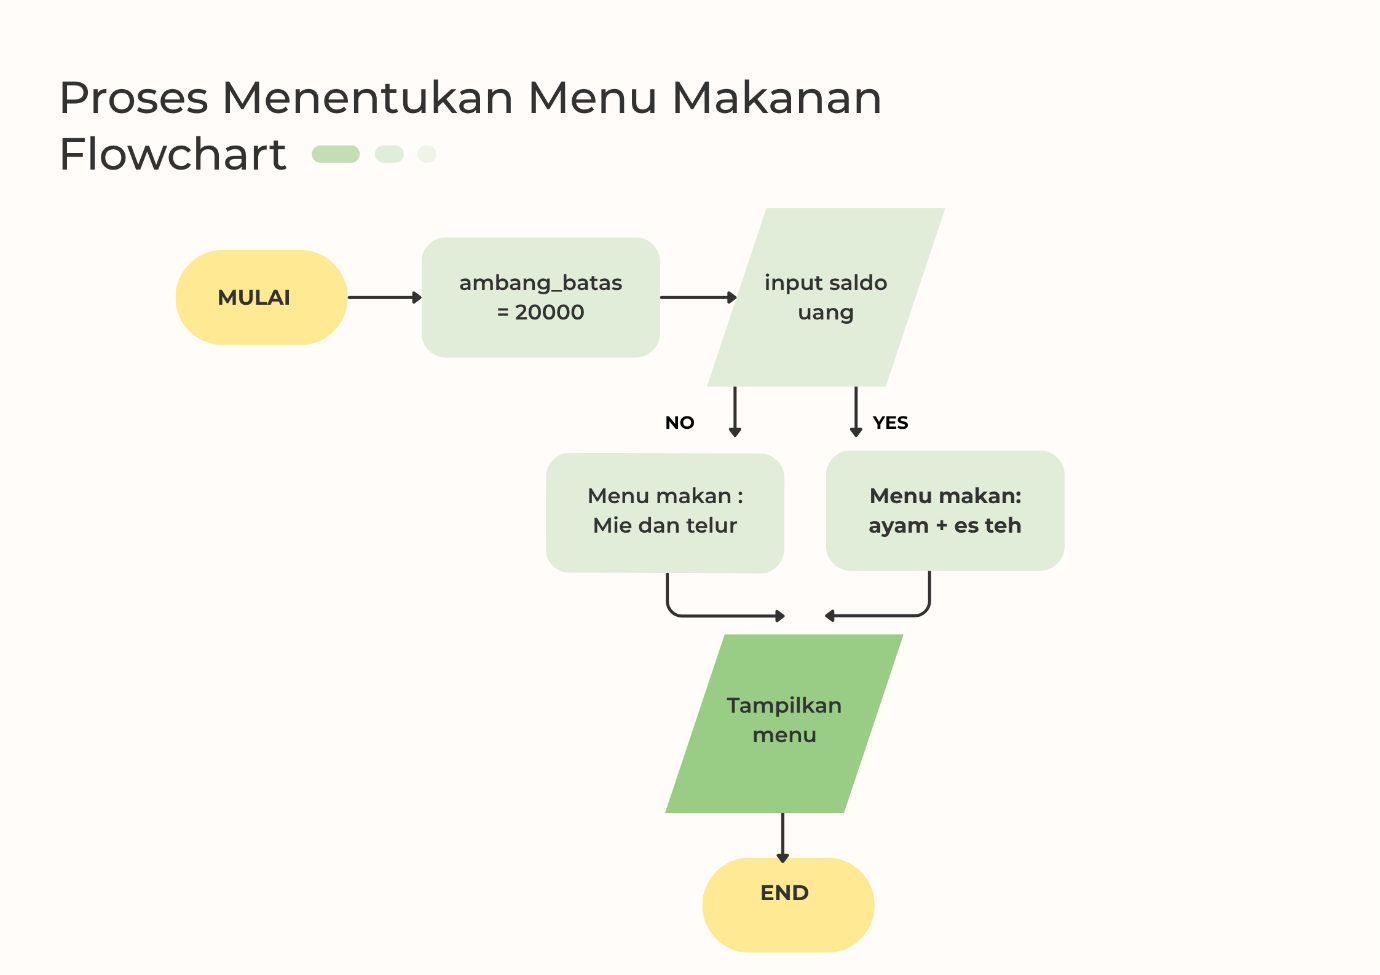 Proses Menentukan Menu Makanan
Flowchart
MULAI
ambang_batas
= 20000
input saldo
uang
NO
YES
Menu makan :
Mie dan telur
Menu makan:
ayam + es teh
Tampilkan
menu
END